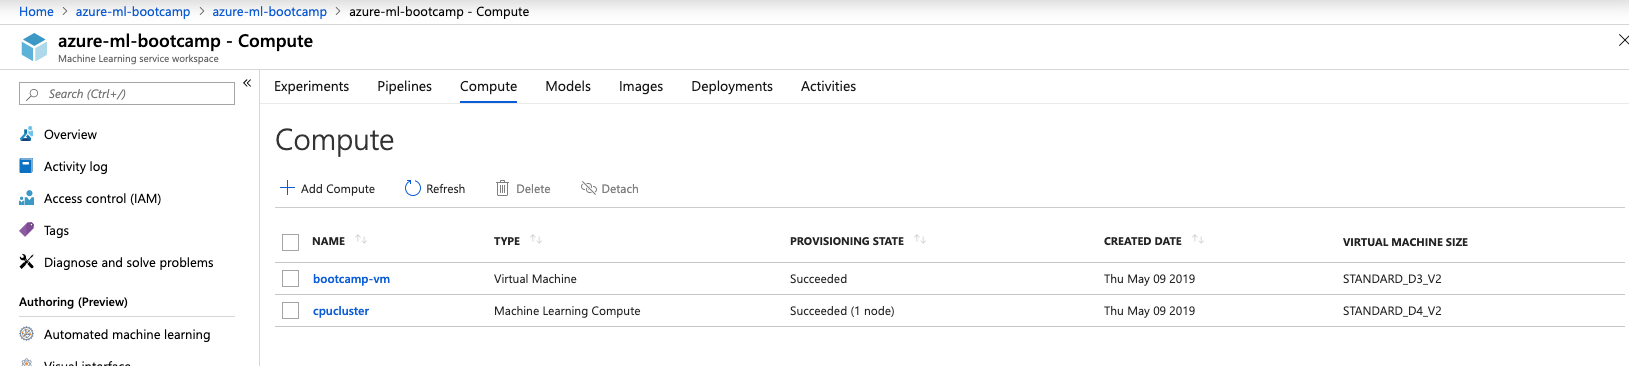 Home > azure-ml-bootcamp > azure-ml-bootcamp > azure-ml-bootcamp - Compute
azure-ml-bootcamp - Compute
Machine Learning service workspace
Search (Ctrl+/)
Overview
Activity log
Access control (IAM)
Tags
Diagnose and solve problems
Authoring (Preview)
Automated machine learning
Visual interface
Experiments Pipelines Compute Models Images Deployments Activities
Compute
Add Compute Refresh Delete Detach
NAME TYPE PROVISIONING STATE CREATED DATE VIRTUAL MACHINE SIZE
bootcamp-vm Virtual Machine Succeeded Thu May 09 2019 STANDARD_D3_V2
cpucluster Machine Learning Compute Succeeded (1 node) Thu May 09 2019 STANDARD_D4_V2